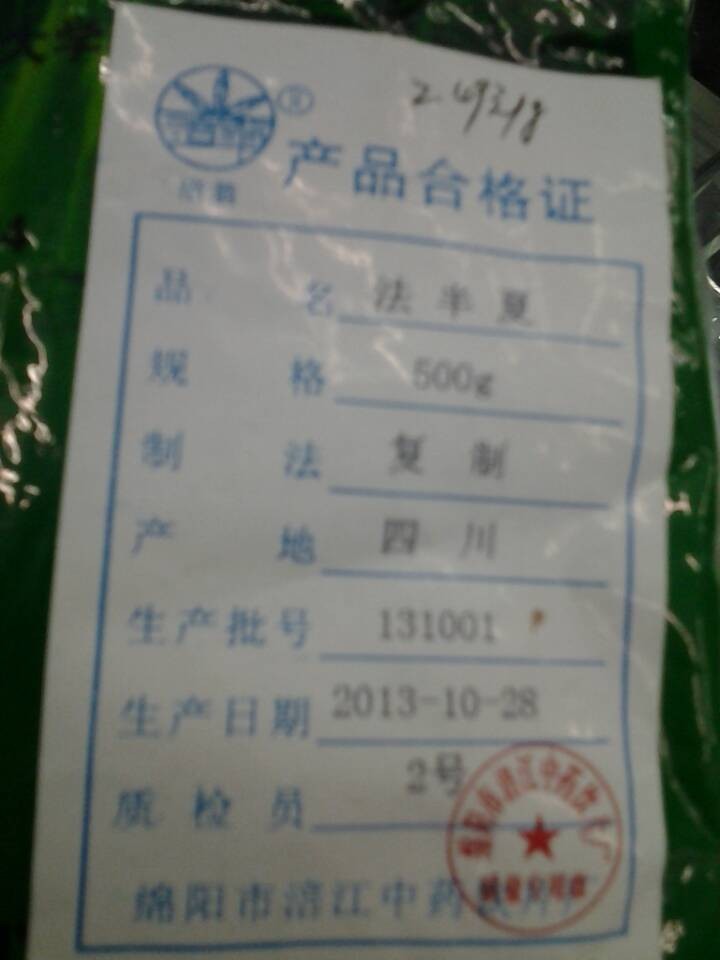 产品合格证
品 名 法半夏
规 格 500g
制 法 复制
产 地 四川
生产批号 131001
生产日期 2013-10-28
质检员 2号
绵阳市涪江中药饮片厂